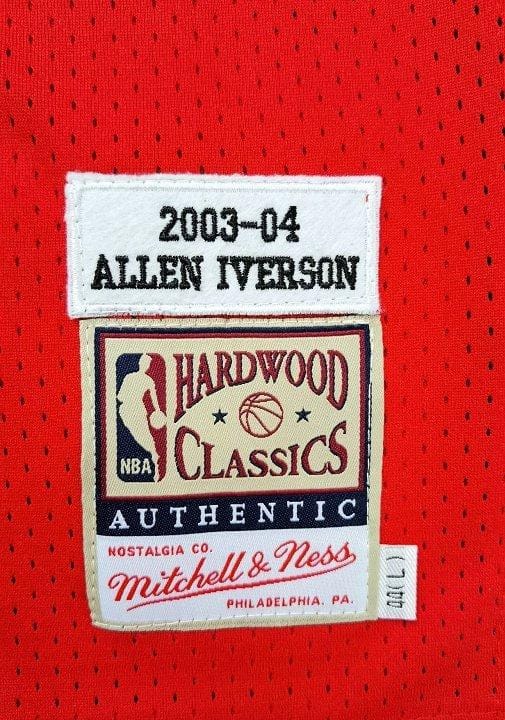 2003-04
ALLEN IVERSON
HARDWOOD
CLASSICS
NBA
AUTHENTIC
NOSTALGIA CO.
Mitchell & Ness
PHILADELPHIA, PA.
44(L)